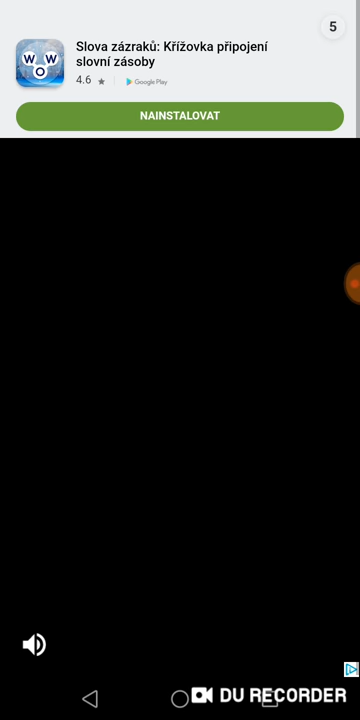 5
Slova zázraků: Křížovka připojení
slovní zásoby
4.6 ★ Google Play
NAINSTALOVAT
W W O
DU RECORDER